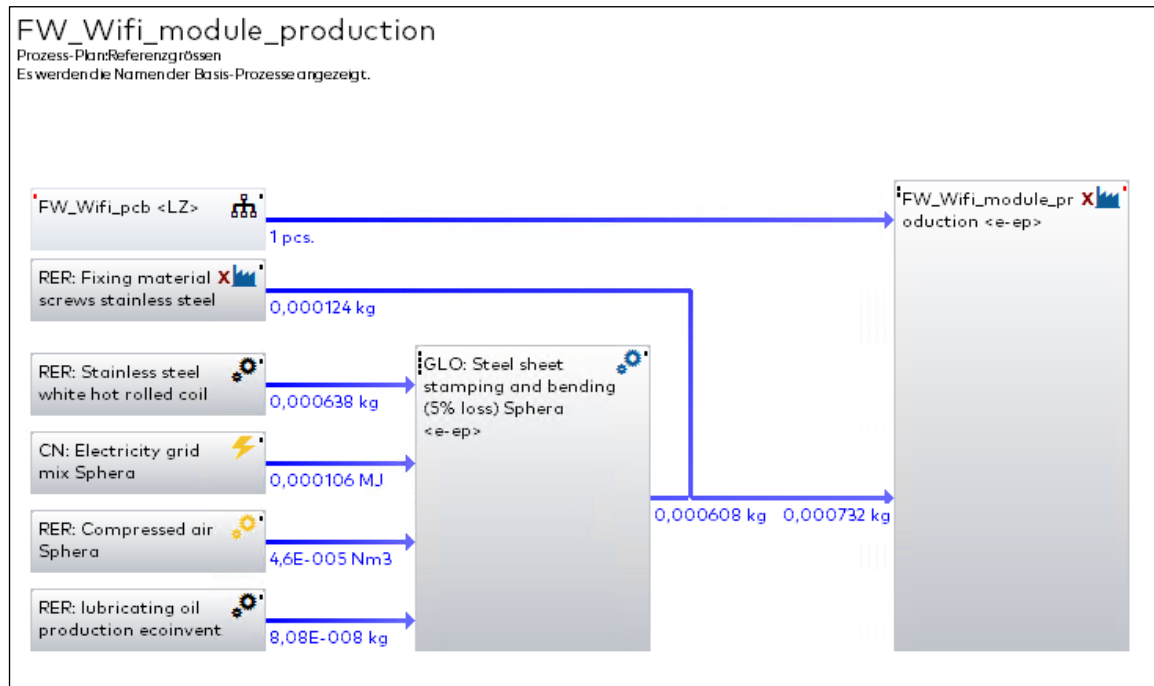 FW_Wifi_module_production
Prozess-Plan:Referenzgrössen
Es werden die Namen der Basis-Prozesse angezeigt.
FW_Wifi_pcb <LZ>
1 pcs.
RER: Fixing material
screws stainless steel
0,000124 kg
RER: Stainless steel
white hot rolled coil
0,000638 kg
CN: Electricity grid
mix Sphera
0,000106 MJ
RER: Compressed air
Sphera
4,6E-005 Nm3
RER: lubricating oil
production ecoinvent
8,08E-008 kg
GLO: Steel sheet
stamping and bending
(5% loss) Sphera
<e-ep>
0,000608 kg
0,000732 kg
FW_Wifi_module_pr
oduction <e-ep>